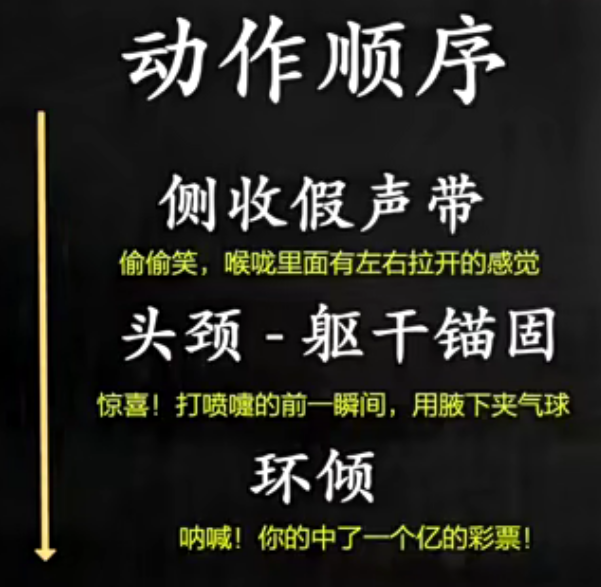 动作顺序
侧收假声带
偷偷笑，喉咙里面有左右拉开的感觉
头颈 - 躯干锚固
惊喜！打喷嚏的前一瞬间，用腋下夹气球
环倾
呐喊！你的中了一个亿的彩票！